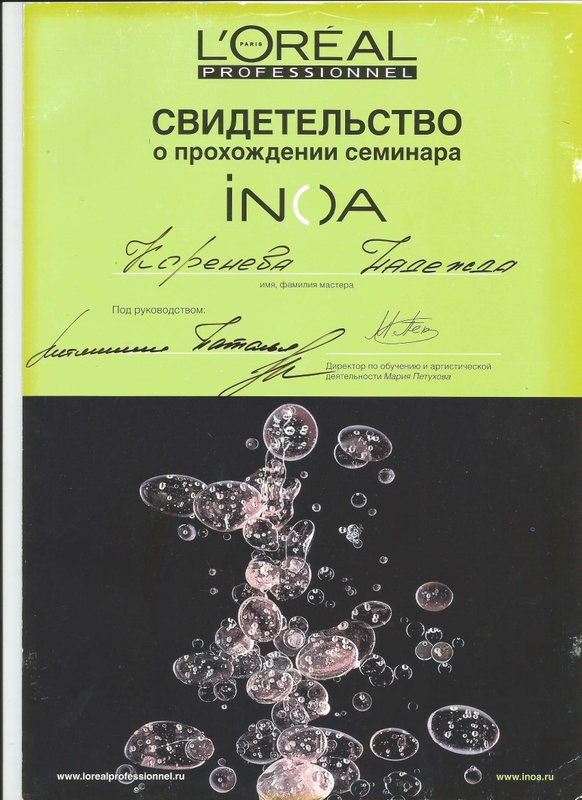 L'ORÉAL
PARIS
PROFESSIONNEL
СВИДЕТЕЛЬСТВО
о прохождении семинара
iNOA
Коренева Надежда
имя, фамилия мастера
Под руководством:
Наталья
Директор по обучению и артистической
деятельности Мария Петухова
www.lorealprofessionnel.ru
www.inoa.ru